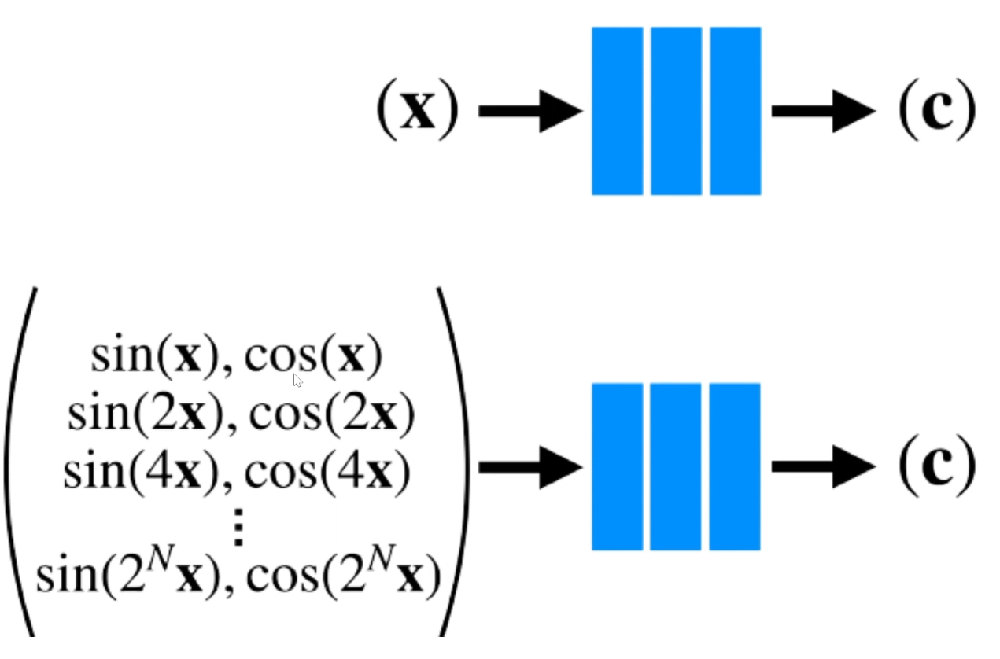 (x) (c)
sin(x), cos(x)
sin(2x), cos(2x)
sin(4x), cos(4x)
⋮
sin(2^N x), cos(2^N x)
(c)